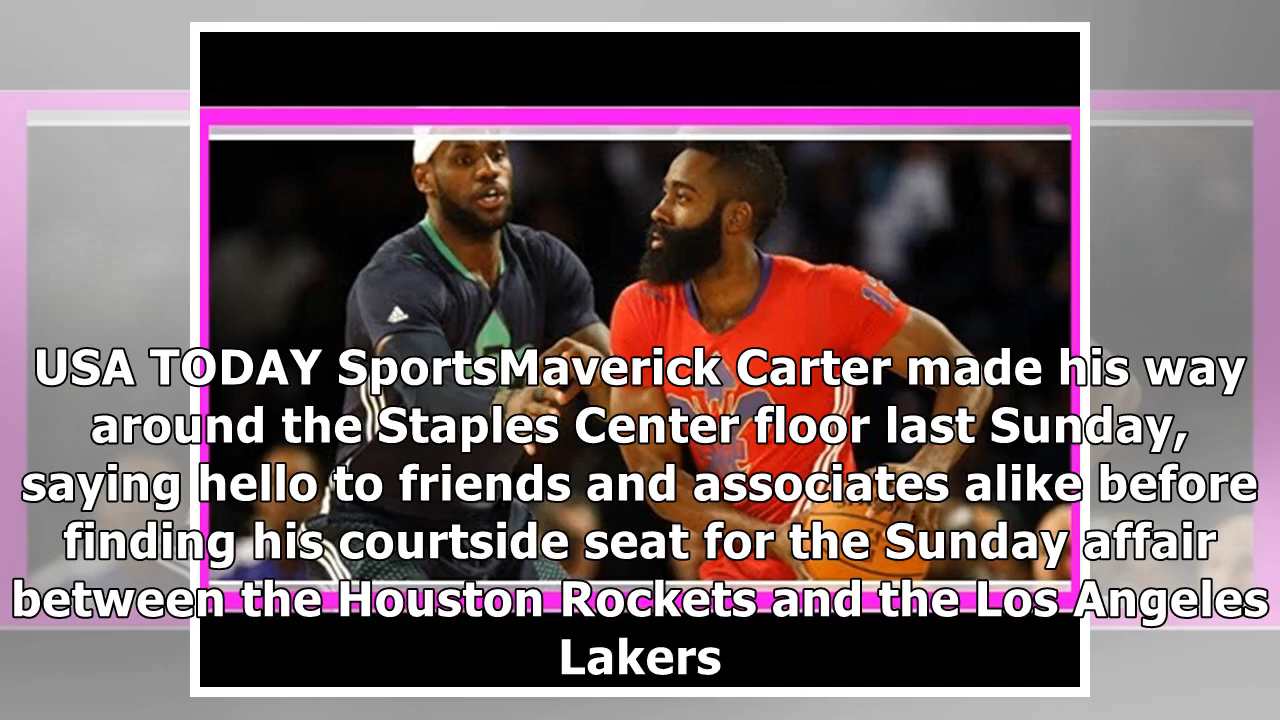 USA TODAY SportsMaverick Carter made his way
around the Staples Center floor last Sunday,
saying hello to friends and associates alike before
finding his courtside seat for the Sunday affair
between the Houston Rockets and the Los Angeles
Lakers